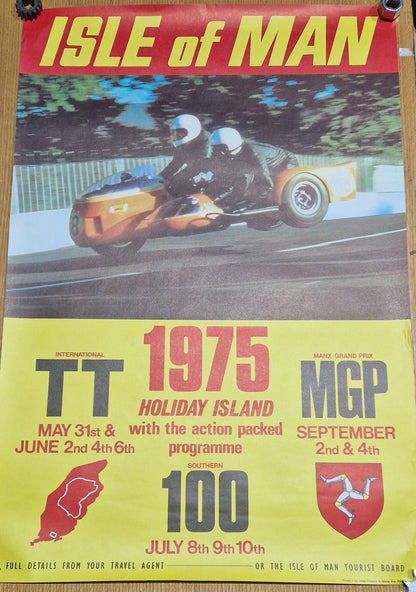 ISLE of MAN
INTERNATIONAL
TT
MAY 31st &
JUNE 2nd 4th 6th
1975
HOLIDAY ISLAND
with the action packed
programme
MANX GRAND PRIX
MGP
SEPTEMBER
2nd & 4th
SOUTHERN
100
JULY 8th 9th 10th
FULL DETAILS FROM YOUR TRAVEL AGENT
OR THE ISLE OF MAN TOURIST BOARD